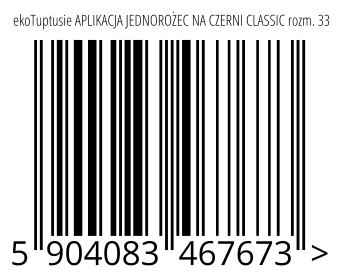 ekoTuptusie APLIKACJA JEDNOROŻEC NA CZERNI CLASSIC rozm. 33
5 904083 467673 >